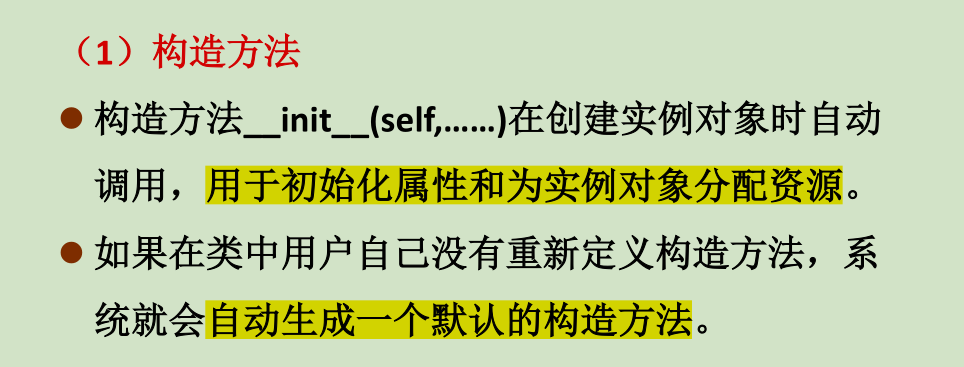 （1）构造方法
● 构造方法__init__(self,……)在创建实例对象时自动
调用，用于初始化属性和为实例对象分配资源。
● 如果在类中用户自己没有重新定义构造方法，系
统就会自动生成一个默认的构造方法。